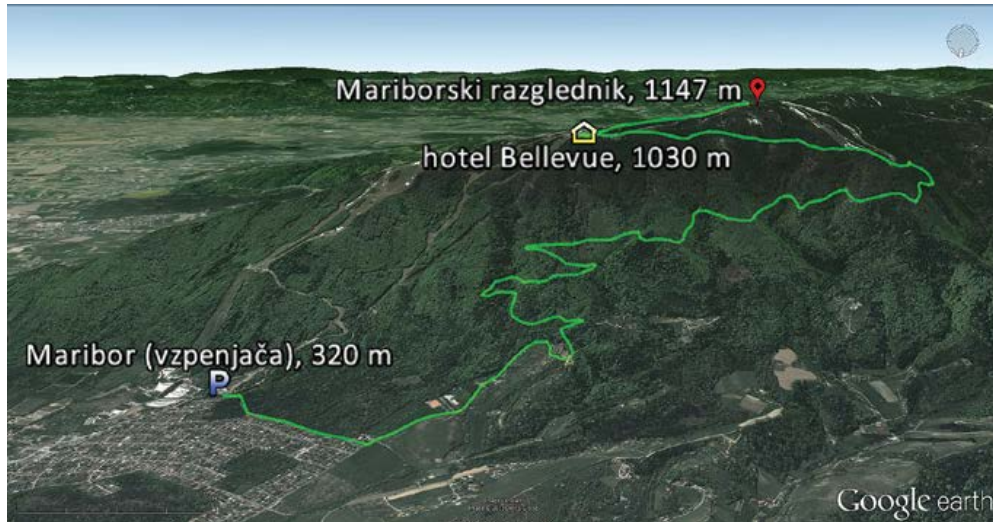 Mariborski razglednik, 1147 m
hotel Bellevue, 1030 m
Maribor (vzpenjača), 320 m
P
Google earth